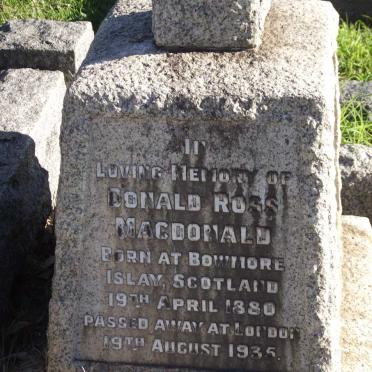 IN
LOVING MEMORY OF
DONALD ROSS
MACDONALD
BORN AT BOWMORE
ISLAY, SCOTLAND
19TH APRIL 1880
PASSED AWAY AT LONDON
19TH AUGUST 1935.